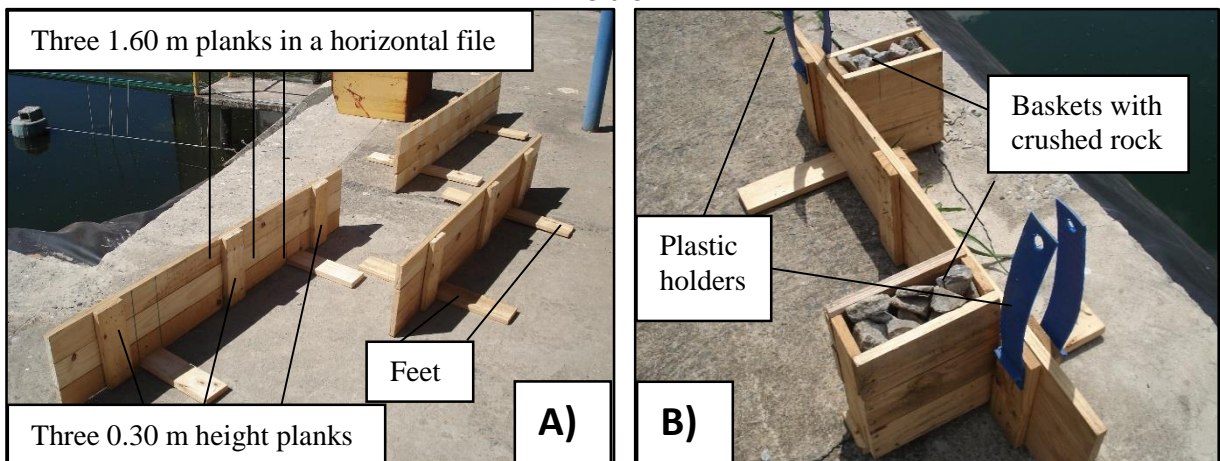 Three 1.60 m planks in a horizontal file
Feet
Three 0.30 m height planks
A)
Baskets with
crushed rock
Plastic
holders
B)